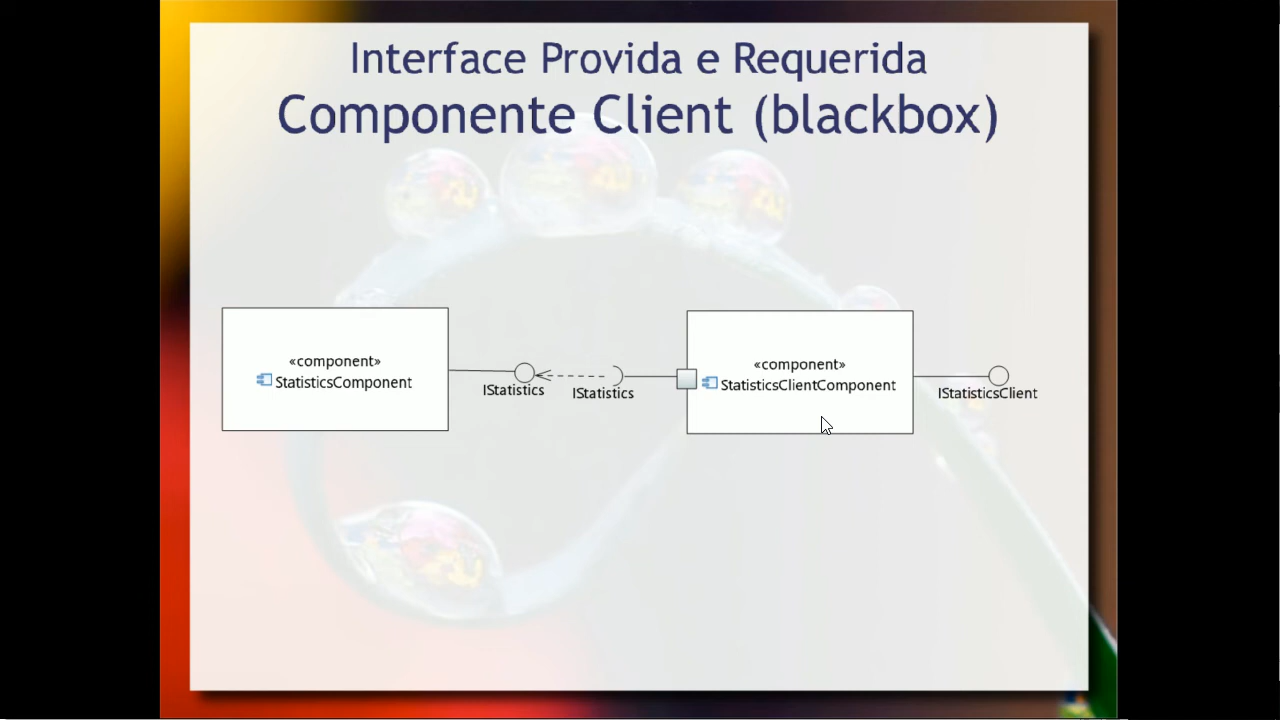 Interface Provida e Requerida
Componente Client (blackbox)
«component»
StatisticsComponent
IStatistics
IStatistics
«component»
StatisticsClientComponent
IStatisticsClient